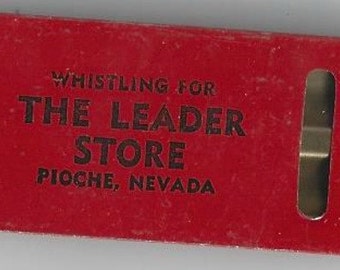 WHISTLING FOR
THE LEADER
STORE
PIOCHE, NEVADA